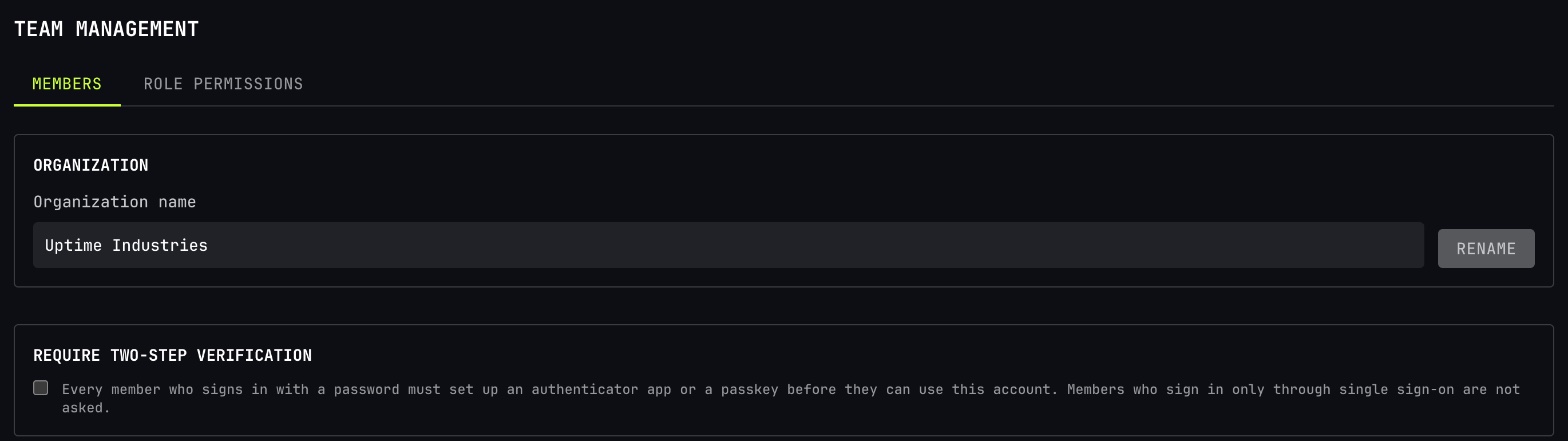 TEAM MANAGEMENT
MEMBERS
ROLE PERMISSIONS
ORGANIZATION
Organization name
Uptime Industries
RENAME
REQUIRE TWO-STEP VERIFICATION
Every member who signs in with a password must set up an authenticator app or a passkey before they can use this account. Members who sign in only through single sign-on are not
asked.